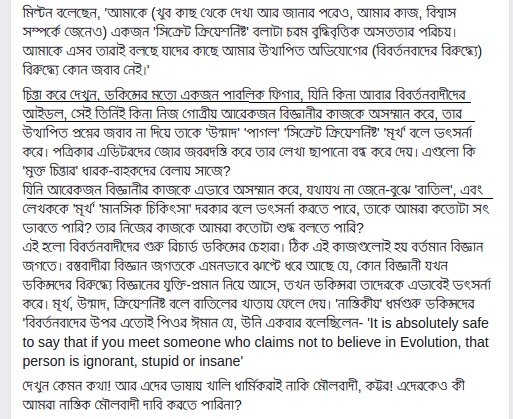 মিল্টন বলেছেন, 'আমাকে (খুব কাছ থেকে দেখা আর জানার পরেও, আমার কাজ, বিশ্বাস
সম্পর্কে জেনেও) একজন 'সিক্রেট ক্রিয়েশনিষ্ট' বলাটা চরম বুদ্ধিবৃত্তিক অসততার পরিচয়।
আমাকে এসব তারাই বলছে যাদের কাছে আমার উত্থাপিত অভিযোগের (বিবর্তনবাদের বিরুদ্ধে)
বিরুদ্ধে কোন জবাব নেই।'
চিন্তা করে দেখুন, ডকিন্সের মতো একজন পাবলিক ফিগার, যিনি কিনা আবার বিবর্তনবাদীদের
আইডল, সেই তিনিই কিনা নিজ গোত্রীয় আরেকজন বিজ্ঞানীর কাজকে অসম্মান করে, তার
উত্থাপিত প্রশ্নের জবাব না দিয়ে তাকে 'উন্মাদ' 'পাগল' 'সিক্রেট ক্রিয়েশনিষ্ট' 'মূর্খ' বলে ভৎসর্না
করে। পত্রিকার এডিটরদের জোর জবরদস্তি করে তার লেখা ছাপানো বন্ধ করে দেয়। এগুলো কি
'মুক্ত চিন্তার' ধারক-বাহকদের বেলায় সাজে?
যিনি আরেকজন বিজ্ঞানীর কাজকে এভাবে অসম্মান করে, যথাযথ না জেনে-বুঝে 'বাতিল', এবং
লেখককে 'মূর্খ' 'মানসিক চিকিৎসা' দরকার বলে ভৎসর্না করতে পারে, তাকে আমরা কতোটা সৎ
ভাবতে পারি? তার নিজের কাজকে আমরা কতোটা শুদ্ধ বলতে পারি?
এই হলো বিবর্তনবাদীদের গুরু রিচার্ড ডকিন্সের চেহারা। ঠিক এই কাজগুলোই হয় বর্তমান বিজ্ঞান
জগতে। বস্তুবাদীরা বিজ্ঞান জগতকে এমনভাবে ঝাপ্টে ধরে আছে যে, কোন বিজ্ঞানী যখন
ডকিন্সদের বিরুদ্ধে বিজ্ঞানের যুক্তি-প্রমান নিয়ে আসে, তখন ডকিন্সরা তাদেরকে এভাবেই ভৎসর্না
করে। মূর্খ, উন্মাদ, ক্রিয়েশনিষ্ট বলে বাতিলের খাতায় ফেলে দেয়। 'নাস্তিকীয়' ধর্মগুরু ডকিন্সদের
'বিবর্তনবাদের উপর এতোই পিওর ঈমান যে, উনি একবার বলেছিলেন- 'It is absolutely safe
to say that if you meet someone who claims not to believe in Evolution, that
person is ignorant, stupid or insane'
দেখুন কেমন কথা! আর এদের ভাষায় খালি ধার্মিকরাই নাকি মৌলবাদী, কট্টর! এদেরকেও কী
আমরা নাস্তিক মৌলবাদী দাবি করতে পারিনা?